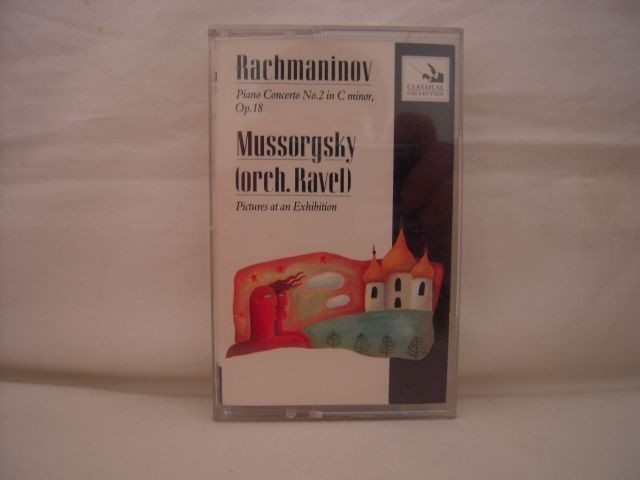 Rachmaninov
Piano Concerto No.2 in C minor,
Op.18
Mussorgsky
(orch. Ravel)
Pictures at an Exhibition
CLASSICAL
COLLECTION